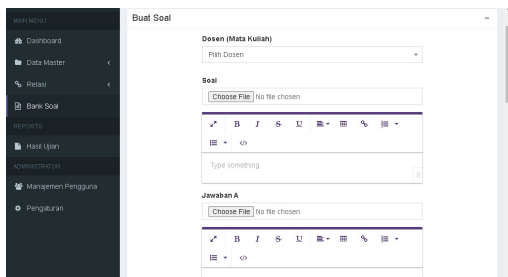 MAIN MENU
Dashboard
Data Master
Relasi
Bank Soal
REPORTS
Hasil Ujian
ADMINISTRATOR
Manajemen Pengguna
Pengaturan
Buat Soal
Dosen (Mata Kuliah)
Pilih Dosen
Soal
Choose File No file chosen
B I S U
Type something
0
Jawaban A
Choose File No file chosen
B I S U